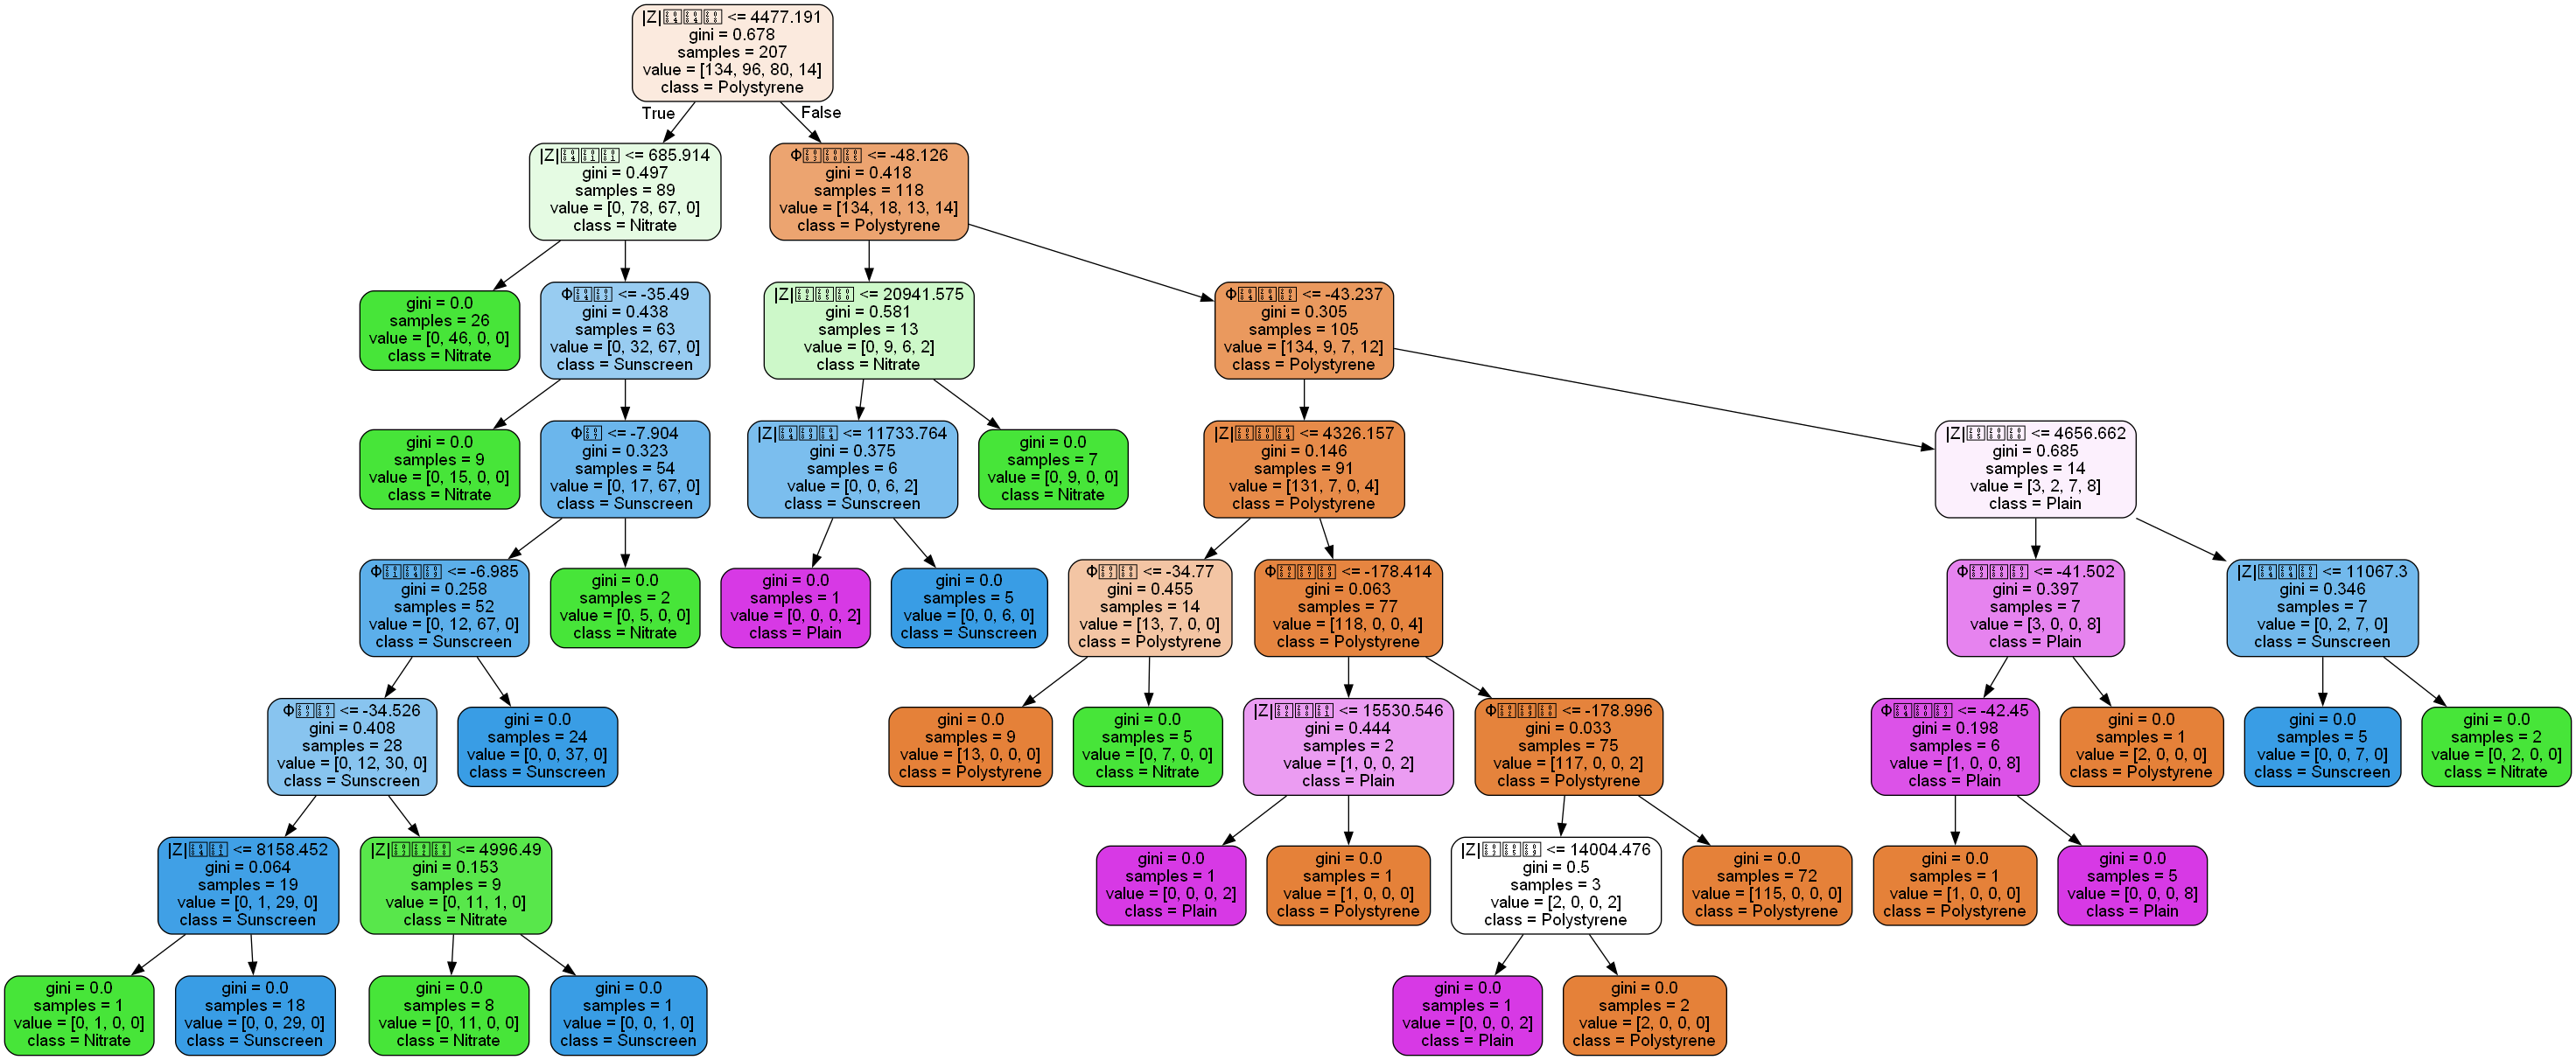 |Z| <= 4477.191
gini = 0.678
samples = 207
value = [134, 96, 80, 14]
class = Polystyrene
True
False
|Z| <= 685.914
gini = 0.497
samples = 89
value = [0, 78, 67, 0]
class = Nitrate
Φ <= -48.126
gini = 0.418
samples = 118
value = [134, 18, 13, 14]
class = Polystyrene
gini = 0.0
samples = 26
value = [0, 46, 0, 0]
class = Nitrate
Φ <= -35.49
gini = 0.438
samples = 63
value = [0, 32, 67, 0]
class = Sunscreen
|Z| <= 20941.575
gini = 0.581
samples = 13
value = [0, 9, 6, 2]
class = Nitrate
Φ <= -43.237
gini = 0.305
samples = 105
value = [134, 9, 7, 12]
class = Polystyrene
gini = 0.0
samples = 9
value = [0, 15, 0, 0]
class = Nitrate
Φ <= -7.904
gini = 0.323
samples = 54
value = [0, 17, 67, 0]
class = Sunscreen
|Z| <= 11733.764
gini = 0.375
samples = 6
value = [0, 0, 6, 2]
class = Sunscreen
gini = 0.0
samples = 7
value = [0, 9, 0, 0]
class = Nitrate
|Z| <= 4326.157
gini = 0.146
samples = 91
value = [131, 7, 0, 4]
class = Polystyrene
|Z| <= 4656.662
gini = 0.685
samples = 14
value = [3, 2, 7, 8]
class = Plain
Φ <= -6.985
gini = 0.258
samples = 52
value = [0, 12, 67, 0]
class = Sunscreen
gini = 0.0
samples = 2
value = [0, 5, 0, 0]
class = Nitrate
gini = 0.0
samples = 1
value = [0, 0, 0, 2]
class = Plain
gini = 0.0
samples = 5
value = [0, 0, 6, 0]
class = Sunscreen
Φ <= -34.77
gini = 0.455
samples = 14
value = [13, 7, 0, 0]
class = Polystyrene
Φ <= -178.414
gini = 0.063
samples = 77
value = [118, 0, 0, 4]
class = Polystyrene
Φ <= -41.502
gini = 0.397
samples = 7
value = [3, 0, 0, 8]
class = Plain
|Z| <= 11067.3
gini = 0.346
samples = 7
value = [0, 2, 7, 0]
class = Sunscreen
Φ <= -34.526
gini = 0.408
samples = 28
value = [0, 12, 30, 0]
class = Sunscreen
gini = 0.0
samples = 24
value = [0, 0, 37, 0]
class = Sunscreen
gini = 0.0
samples = 9
value = [13, 0, 0, 0]
class = Polystyrene
gini = 0.0
samples = 5
value = [0, 7, 0, 0]
class = Nitrate
|Z| <= 15530.546
gini = 0.444
samples = 2
value = [1, 0, 0, 2]
class = Plain
Φ <= -178.996
gini = 0.033
samples = 75
value = [117, 0, 0, 2]
class = Polystyrene
Φ <= -42.45
gini = 0.198
samples = 6
value = [1, 0, 0, 8]
class = Plain
gini = 0.0
samples = 1
value = [2, 0, 0, 0]
class = Polystyrene
gini = 0.0
samples = 5
value = [0, 0, 7, 0]
class = Sunscreen
gini = 0.0
samples = 2
value = [0, 2, 0, 0]
class = Nitrate
|Z| <= 8158.452
gini = 0.064
samples = 19
value = [0, 1, 29, 0]
class = Sunscreen
|Z| <= 4996.49
gini = 0.153
samples = 9
value = [0, 11, 1, 0]
class = Nitrate
gini = 0.0
samples = 1
value = [0, 0, 0, 2]
class = Plain
gini = 0.0
samples = 1
value = [1, 0, 0, 0]
class = Polystyrene
|Z| <= 14004.476
gini = 0.5
samples = 3
value = [2, 0, 0, 2]
class = Polystyrene
gini = 0.0
samples = 72
value = [115, 0, 0, 0]
class = Polystyrene
gini = 0.0
samples = 1
value = [1, 0, 0, 0]
class = Polystyrene
gini = 0.0
samples = 5
value = [0, 0, 0, 8]
class = Plain
gini = 0.0
samples = 1
value = [0, 1, 0, 0]
class = Nitrate
gini = 0.0
samples = 18
value = [0, 0, 29, 0]
class = Sunscreen
gini = 0.0
samples = 8
value = [0, 11, 0, 0]
class = Nitrate
gini = 0.0
samples = 1
value = [0, 0, 1, 0]
class = Sunscreen
gini = 0.0
samples = 1
value = [0, 0, 0, 2]
class = Plain
gini = 0.0
samples = 2
value = [2, 0, 0, 0]
class = Polystyrene